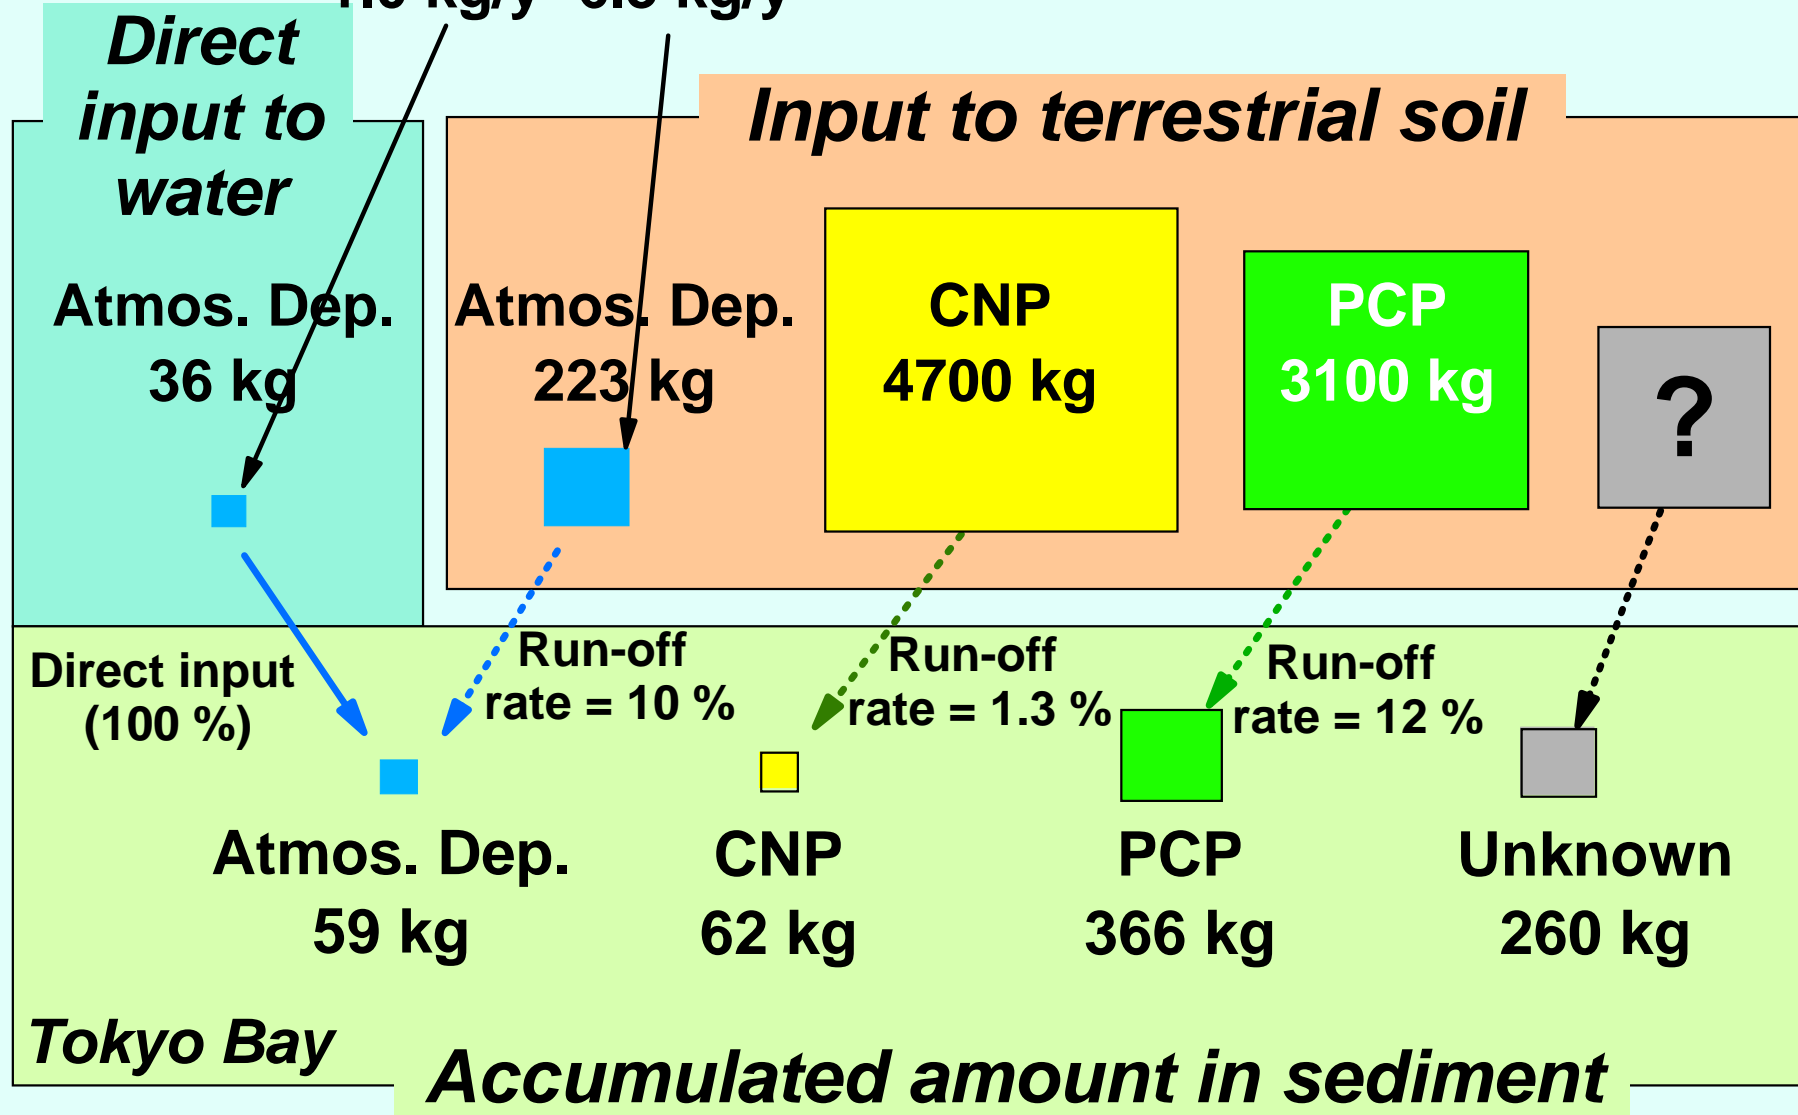 kg/y kg/y
Direct
input to
water
Input to terrestrial soil
Atmos. Dep.
36 kg
Atmos. Dep.
223 kg
CNP
4700 kg
PCP
3100 kg
?
Direct input
(100 %)
Run-off
rate = 10 %
Run-off
rate = 1.3 %
Run-off
rate = 12 %
Atmos. Dep.
59 kg
CNP
62 kg
PCP
366 kg
Unknown
260 kg
Tokyo Bay
Accumulated amount in sediment